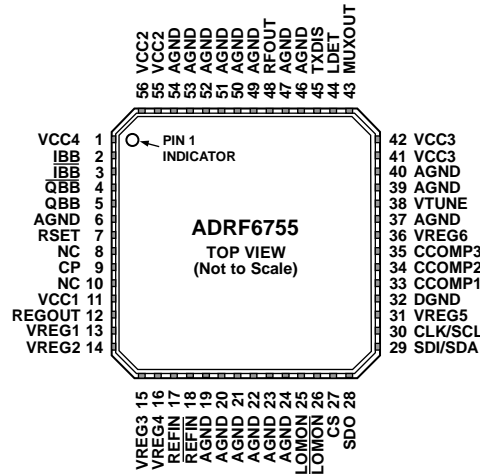 56 VCC2
55 VCC2
54 AGND
53 AGND
52 AGND
51 AGND
50 AGND
49 AGND
48 RFOUT
47 AGND
46 AGND
45 TXDIS
44 LDET
43 MUXOUT
VCC4 1
IBB 2
IBB 3
QBB 4
QBB 5
AGND 6
RSET 7
NC 8
CP 9
NC 10
VCC1 11
REGOUT 12
VREG1 13
VREG2 14
PIN 1
INDICATOR
ADRF6755
TOP VIEW
(Not to Scale)
42 VCC3
41 VCC3
40 AGND
39 AGND
38 VTUNE
37 AGND
36 VREG6
35 CCOMP3
34 CCOMP2
33 CCOMP1
32 DGND
31 VREG5
30 CLK/SCL
29 SDI/SDA
VREG3 15
VREG4 16
REFIN 17
REFIN 18
AGND 19
AGND 20
AGND 21
AGND 22
AGND 23
AGND 24
LOMON 25
LOMON 26
CS 27
SDO 28